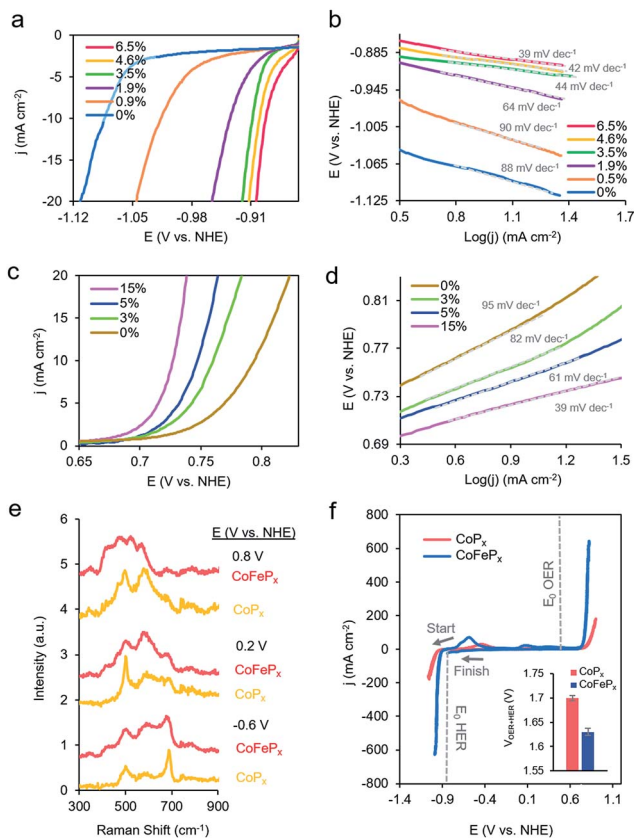 a
j (mA cm-2)
0
-5
-10
-15
-20
6.5%
4.6%
3.5%
1.9%
0.9%
0%
-1.12
-1.05
-0.98
-0.91
E (V vs. NHE)
b
E (V vs. NHE)
-0.885
-0.945
-1.005
-1.065
-1.125
39 mV dec-1
42 mV dec-1
44 mV dec-1
64 mV dec-1
90 mV dec-1
88 mV dec-1
6.5%
4.6%
3.5%
1.9%
0.5%
0%
0.5
0.8
1.1
1.4
1.7
Log(j) (mA cm-2)
c
j (mA cm-2)
20
15
10
5
0
15%
5%
3%
0%
0.65
0.7
0.75
0.8
E (V vs. NHE)
d
E (V vs. NHE)
0.81
0.77
0.73
0.69
0%
3%
5%
15%
95 mV dec-1
82 mV dec-1
61 mV dec-1
39 mV dec-1
0.3
0.6
0.9
1.2
1.5
Log(j) (mA cm-2)
e
Intensity (a.u.)
6
5
4
3
2
1
0
E (V vs. NHE)
0.8 V
CoFePx
CoPx
0.2 V
CoFePx
CoPx
-0.6 V
CoFePx
CoPx
300
500
700
900
Raman Shift (cm-1)
f
j (mA cm-2)
800
600
400
200
0
-200
-400
-600
-800
CoPx
CoFePx
E0 OER
Start
Finish
E0 HER
VOER+HER (V)
1.75
1.71
1.67
1.63
1.59
1.55
CoPx
CoFePx
-1.4
-0.9
-0.4
0.1
0.6
1.1
E (V vs. NHE)